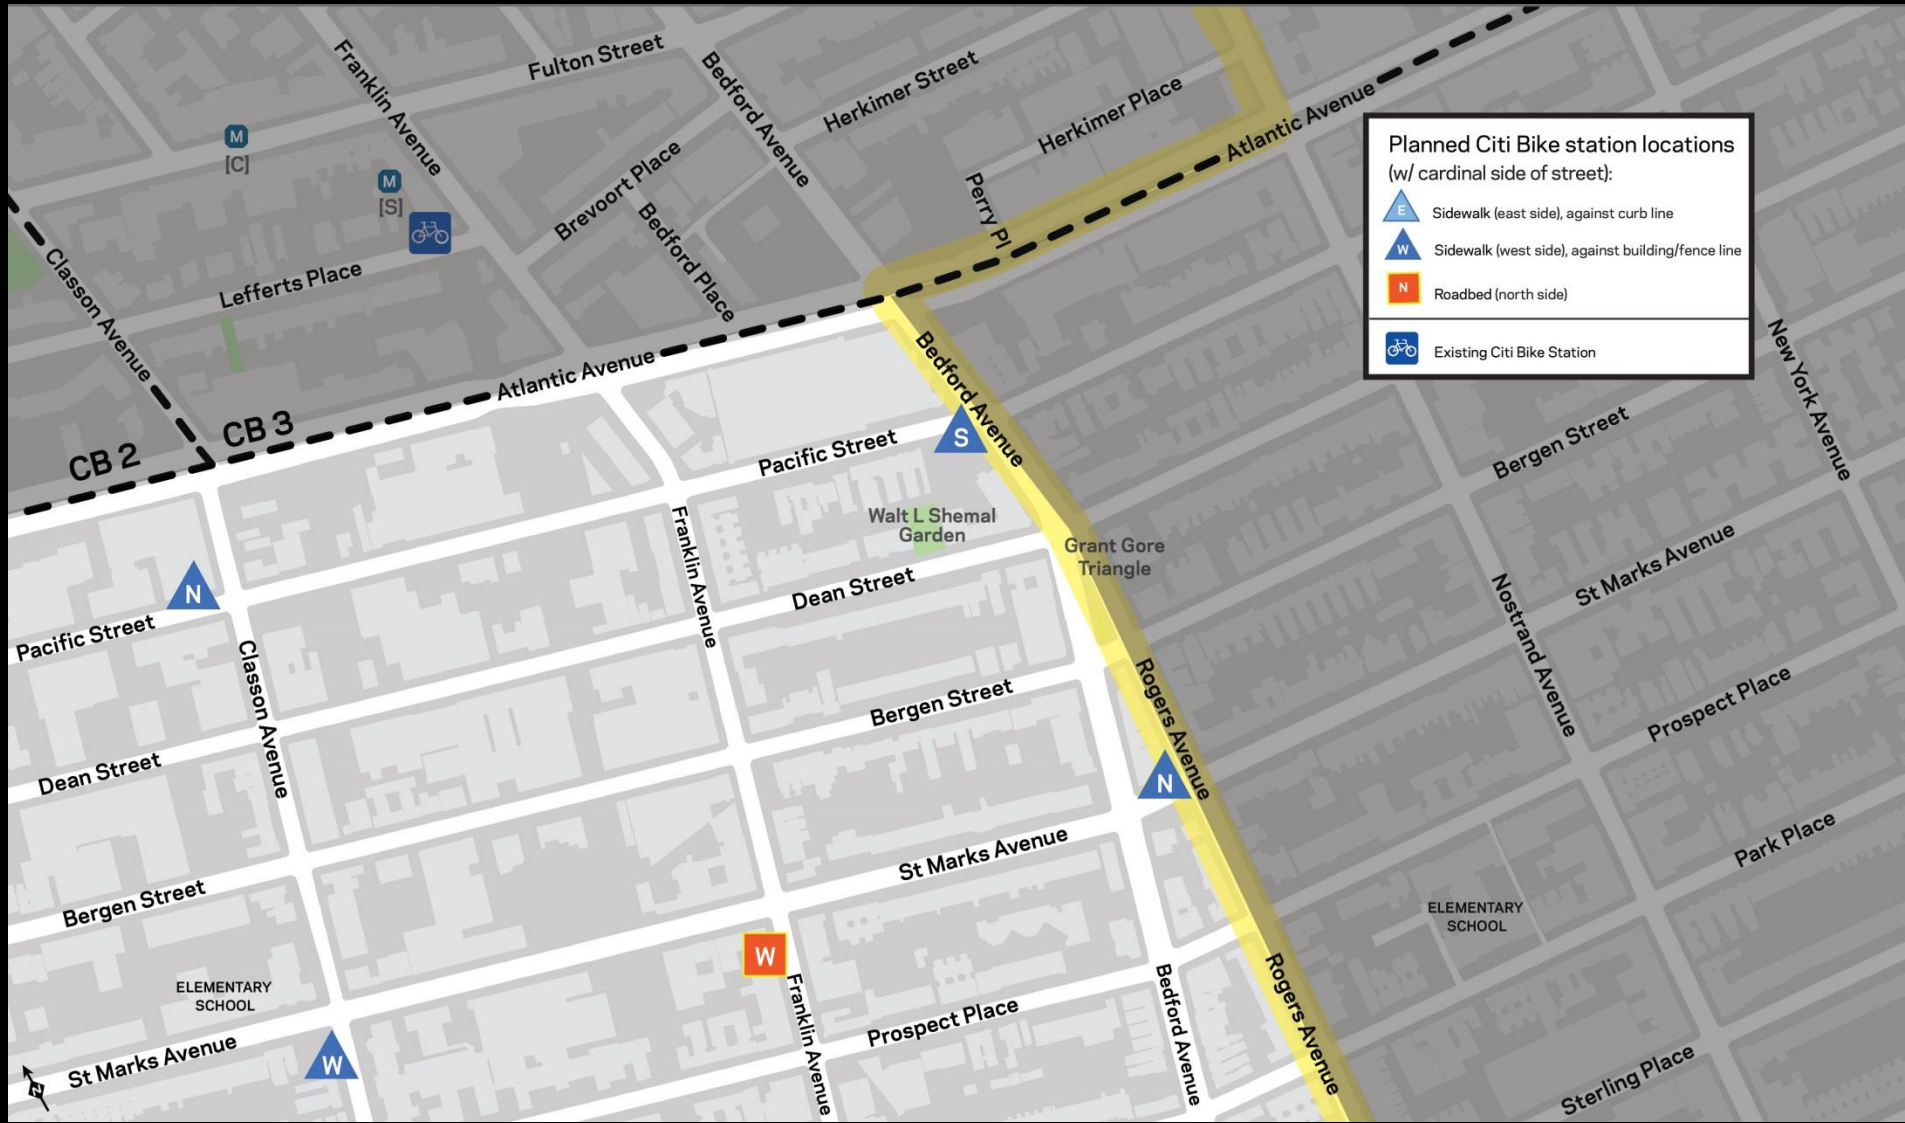 Franklin Avenue
Fulton Street
Bedford Avenue
Herkimer Street
Herkimer Place
Atlantic Avenue
M
[C]
M
[S]
Brevoort Place
Bedford Place
Perry Pl
Classon Avenue
Lefferts Place
Planned Citi Bike station locations
(w/ cardinal side of street):
E
Sidewalk (east side), against curb line
W
Sidewalk (west side), against building/fence line
N
Roadbed (north side)
Existing Citi Bike Station
CB 2
CB 3
Atlantic Avenue
Bedford Avenue
New York Avenue
Pacific Street
S
Bergen Street
Walt L Shemal
Garden
Franklin Avenue
Grant Gore
Triangle
St Marks Avenue
N
Dean Street
Nostrand Avenue
Pacific Street
Classon Avenue
Bergen Street
Rogers Avenue
Prospect Place
Dean Street
N
St Marks Avenue
Park Place
Bergen Street
ELEMENTARY
SCHOOL
W
ELEMENTARY
SCHOOL
Franklin Avenue
Prospect Place
Bedford Avenue
Rogers Avenue
St Marks Avenue
W
Sterling Place
N